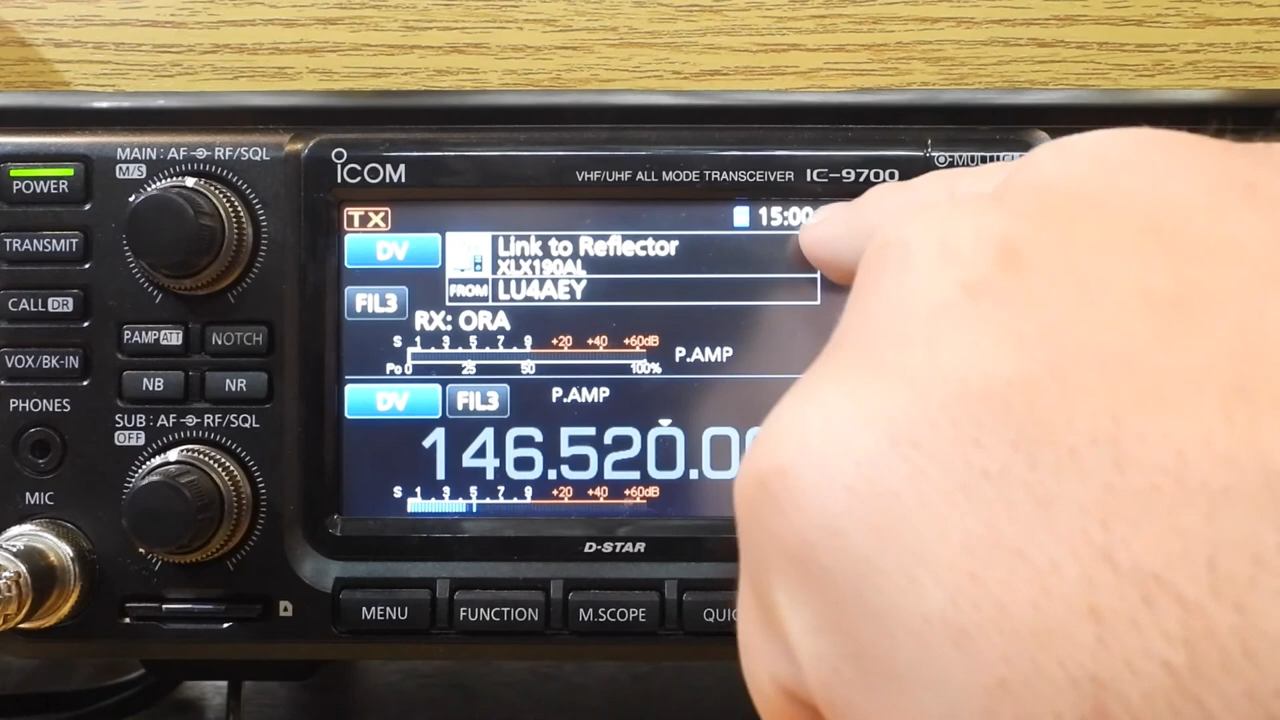 MAIN : AF RF/SQL
M/S
POWER
TRANSMIT
CALL DR
VOX/BK-IN
P.AMP ATT
NOTCH
NB
NR
PHONES
SUB : AF RF/SQL
OFF
MIC
ICOM
VHF/UHF ALL MODE TRANSCEIVER IC-9700
TX
15:00
DV
Link to Reflector
XLX190AL
FROM LU4AEY
FIL3
RX: ORA
S 1 . 3 . 5 . 7 . 9 +20 +40 +60dB
Po 0 25 50 100%
P.AMP
DV
FIL3
P.AMP
146.520.0
S 1 . 3 . 5 . 7 . 9 +20 +40 +60dB
D-STAR
MENU
FUNCTION
M.SCOPE